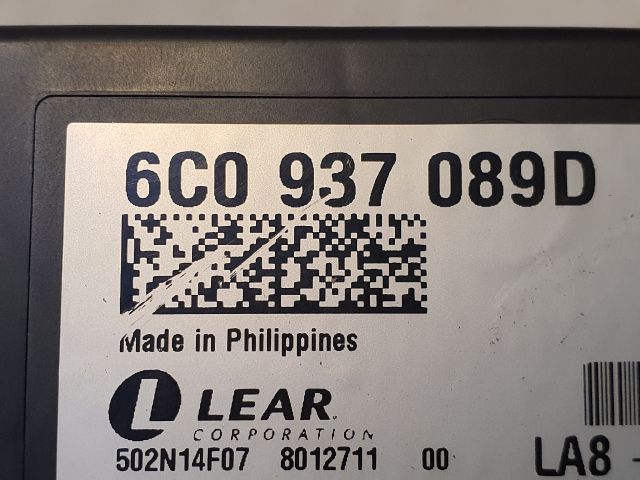 6C0 937 089D
Made in Philippines
L LEAR.
CORPORATION
502N14F07 8012711 00 LA8 -